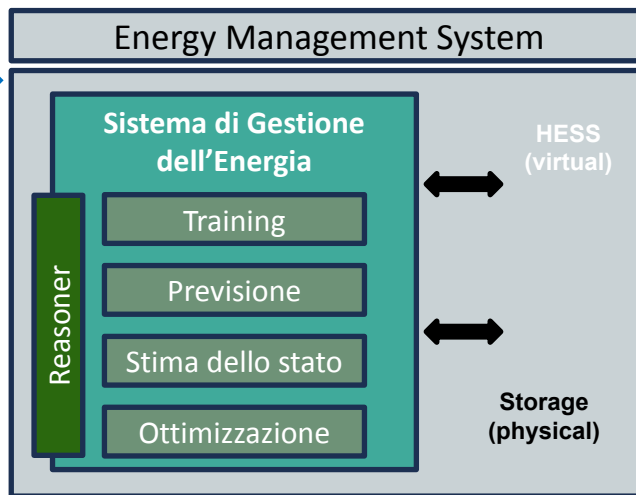 Energy Management System
Sistema di Gestione
dell’Energia
HESS
(virtual)
Reasoner
Training
Previsione
Stima dello stato
Ottimizzazione
Storage
(physical)